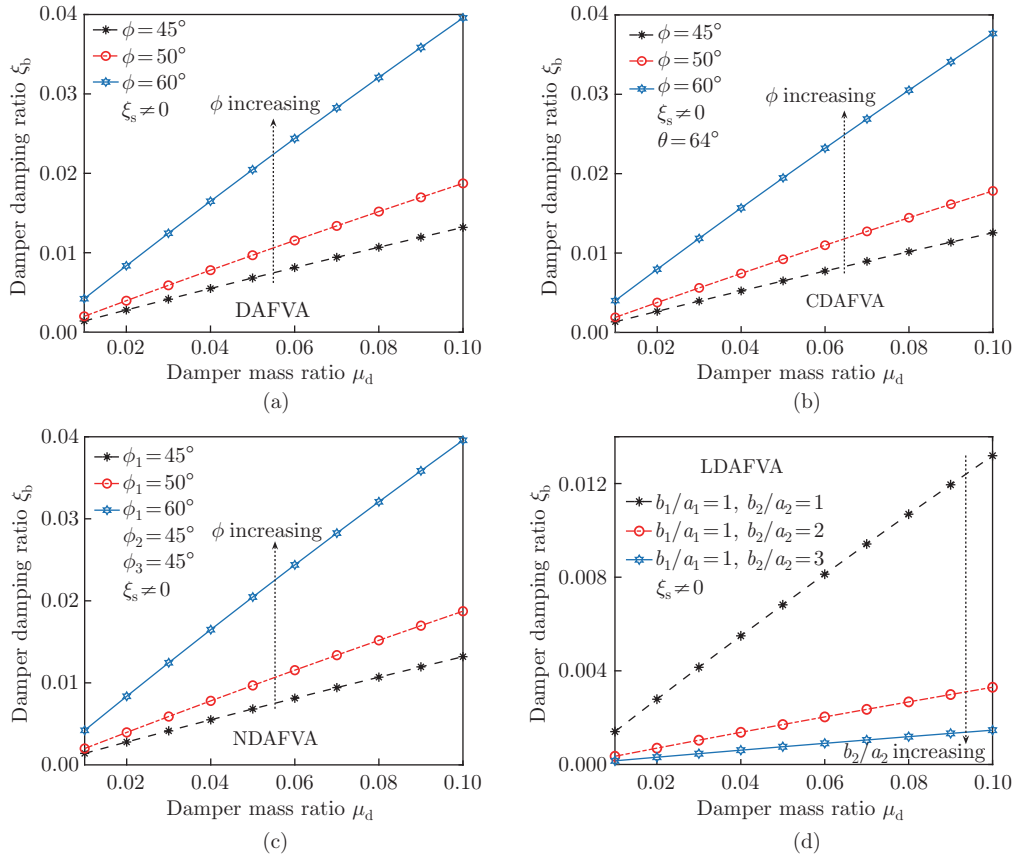 0.04
0.03
0.02
0.01
0.00
Damper damping ratio ξb
ϕ=45°
ϕ=50°
ϕ=60°
ξs≠0
ϕ increasing
DAFVA
0.02 0.04 0.06 0.08 0.10
Damper mass ratio μd
(a)
0.04
0.03
0.02
0.01
0.00
Damper damping ratio ξb
ϕ=45°
ϕ=50°
ϕ=60°
ξs≠0
θ=64°
ϕ increasing
CDAFVA
0.02 0.04 0.06 0.08 0.10
Damper mass ratio μd
(b)
0.04
0.03
0.02
0.01
0.00
Damper damping ratio ξb
ϕ1=45°
ϕ1=50°
ϕ1=60°
ϕ2=45°
ϕ3=45°
ξs≠0
ϕ increasing
NDAFVA
0.02 0.04 0.06 0.08 0.10
Damper mass ratio μd
(c)
0.012
0.008
0.004
0.000
Damper damping ratio ξb
LDAFVA
b1/a1=1, b2/a2=1
b1/a1=1, b2/a2=2
b1/a1=1, b2/a2=3
ξs≠0
b2/a2 increasing
0.02 0.04 0.06 0.08 0.10
Damper mass ratio μd
(d)